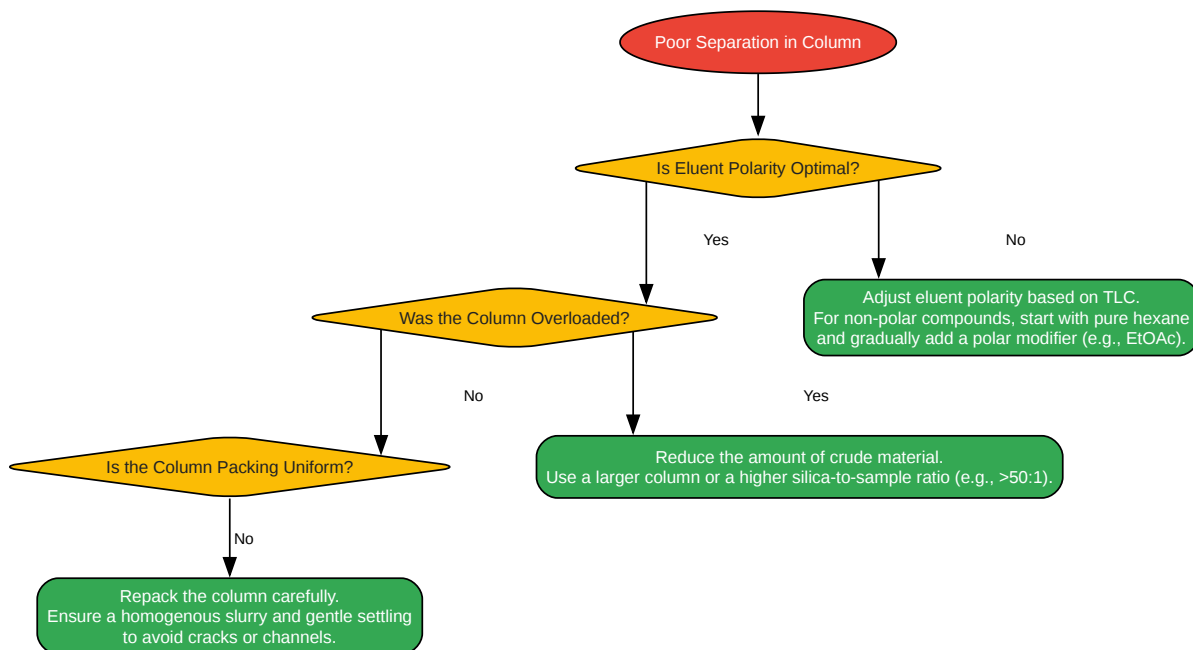 Poor Separation in Column
Is Eluent Polarity Optimal?
Yes
No
Adjust eluent polarity based on TLC.
For non-polar compounds, start with pure hexane
and gradually add a polar modifier (e.g., EtOAc).
Was the Column Overloaded?
No
Yes
Reduce the amount of crude material.
Use a larger column or a higher silica-to-sample ratio (e.g., >50:1).
Is the Column Packing Uniform?
No
Repack the column carefully.
Ensure a homogenous slurry and gentle settling
to avoid cracks or channels.